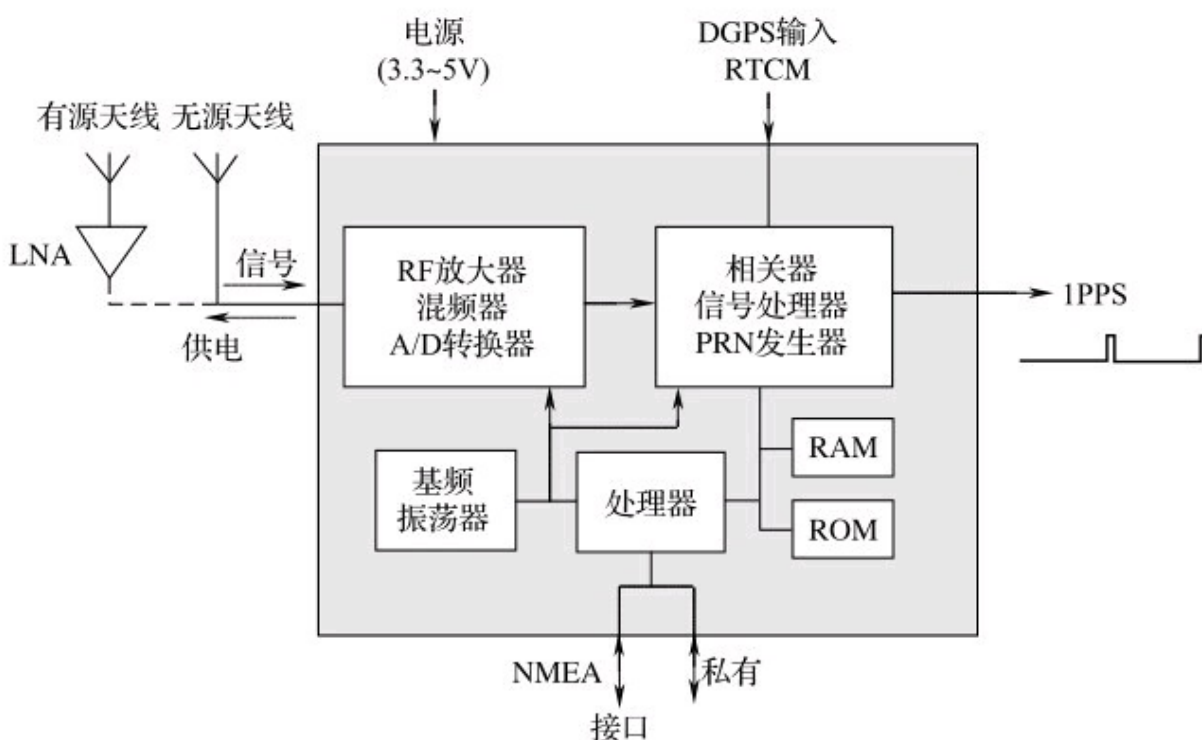 电源
(3.3~5V)
DGPS输入
RTCM
有源天线
无源天线
LNA
信号
供电
RF放大器
混频器
A/D转换器
相关器
信号处理器
PRN发生器
1PPS
基频
振荡器
处理器
RAM
ROM
NMEA
私有
接口